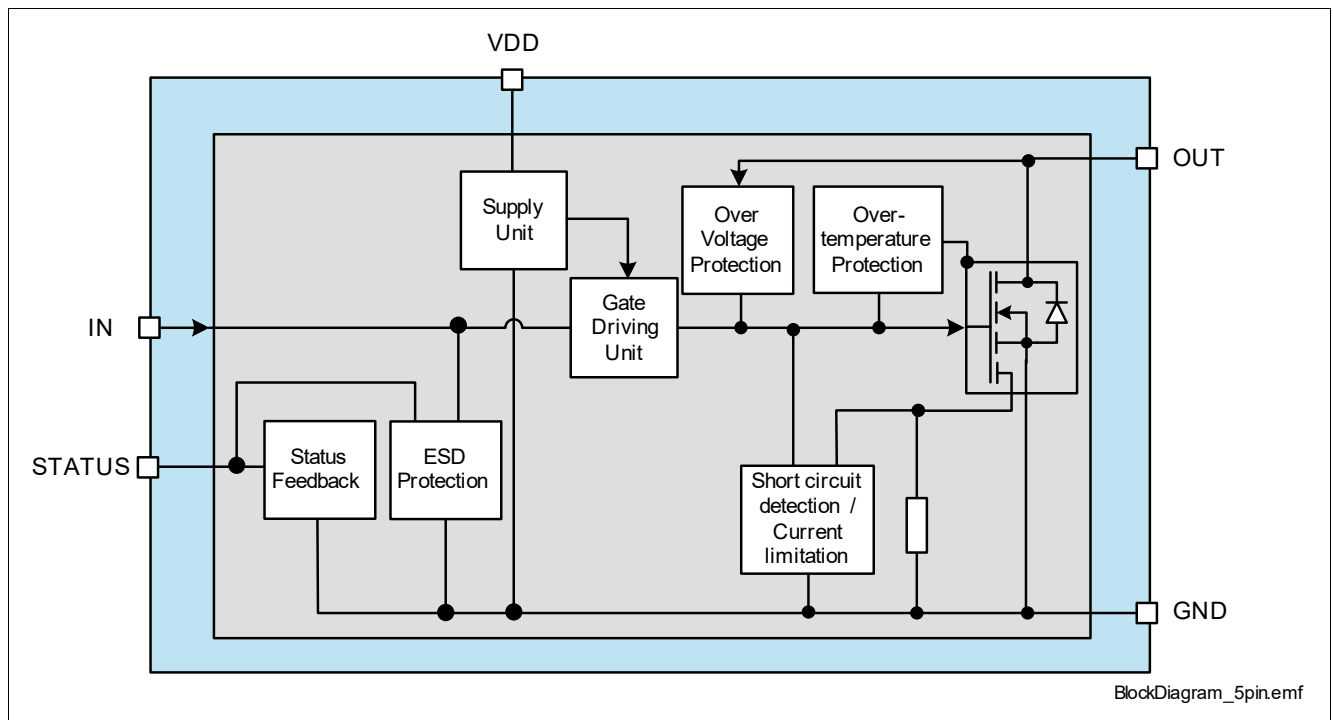 VDD
OUT
Supply
Unit
Over
Voltage
Protection
Over-
temperature
Protection
IN
Gate
Driving
Unit
STATUS
Status
Feedback
ESD
Protection
Short circuit
detection /
Current
limitation
GND
BlockDiagram_5pin.emf